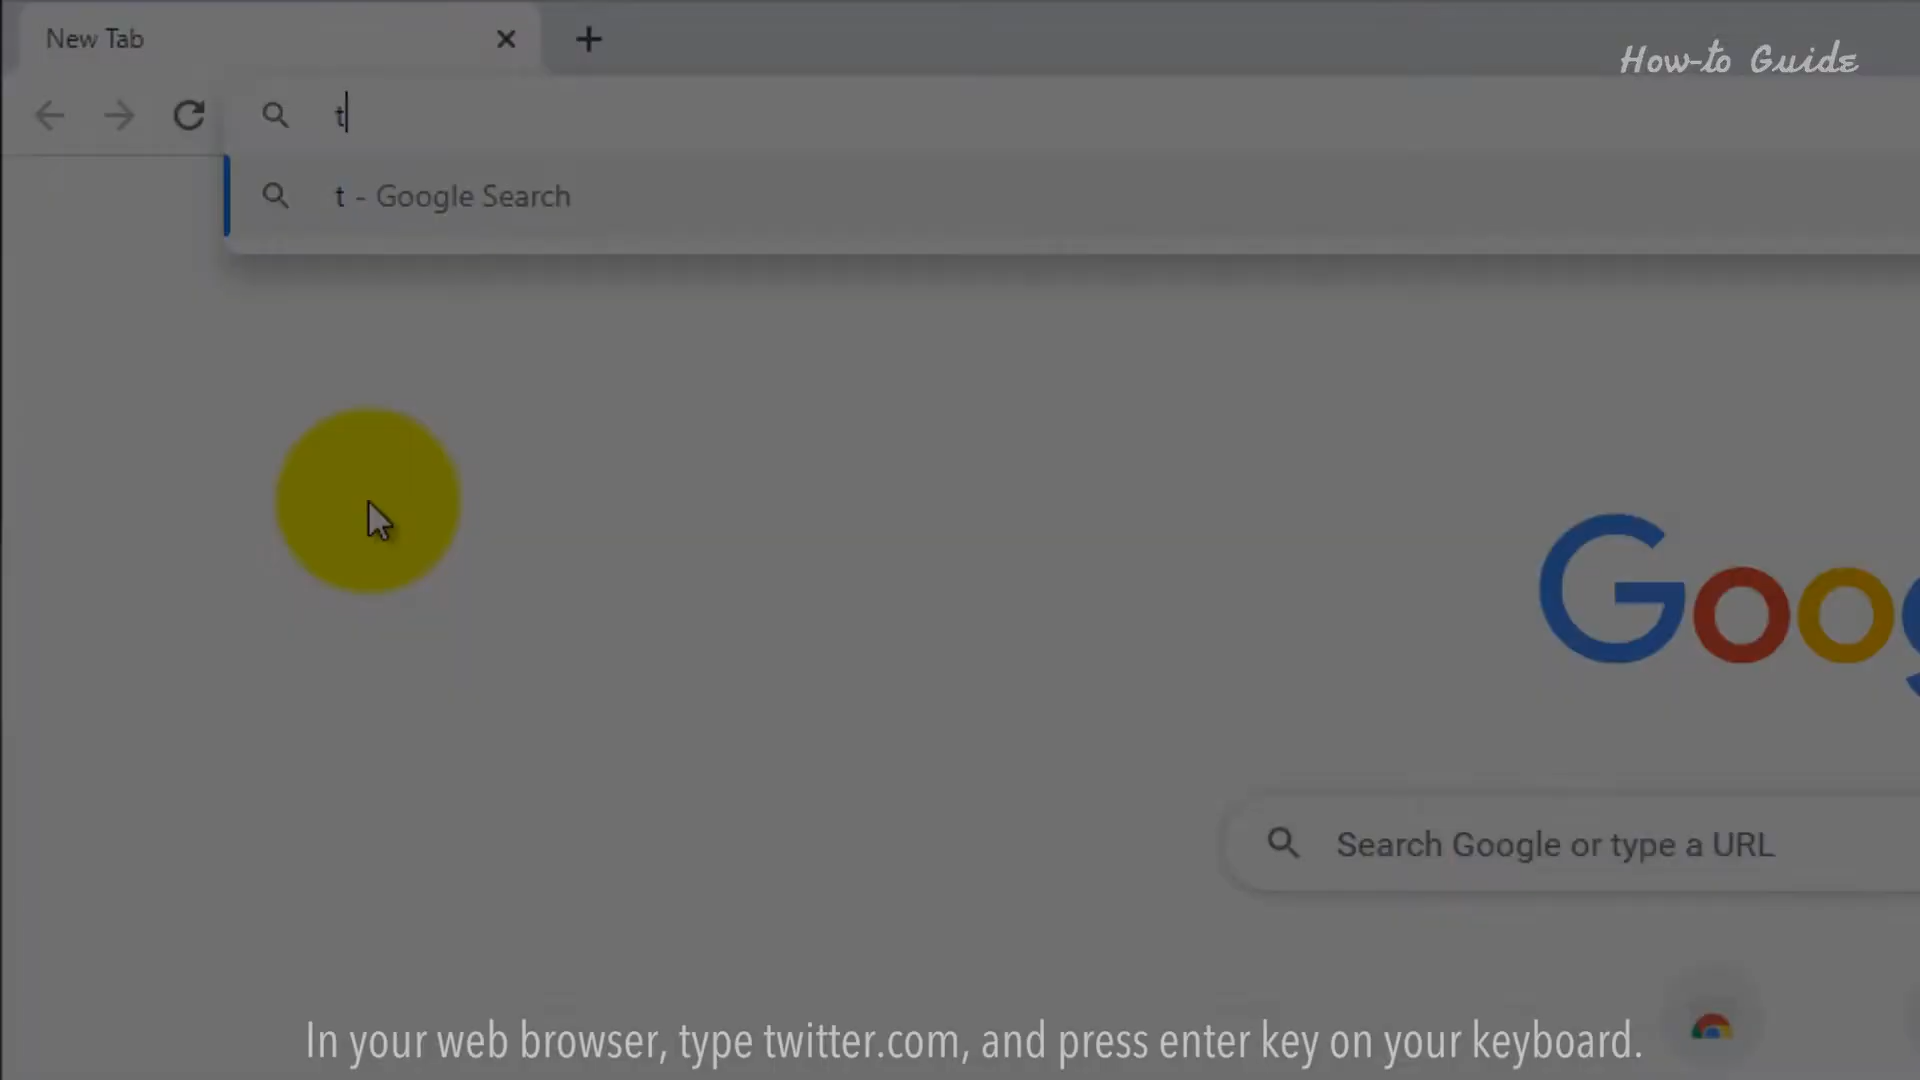 New Tab
How-to Guide
t
t - Google Search
Goog
Search Google or type a URL
In your web browser, type twitter.com, and press enter key on your keyboard.